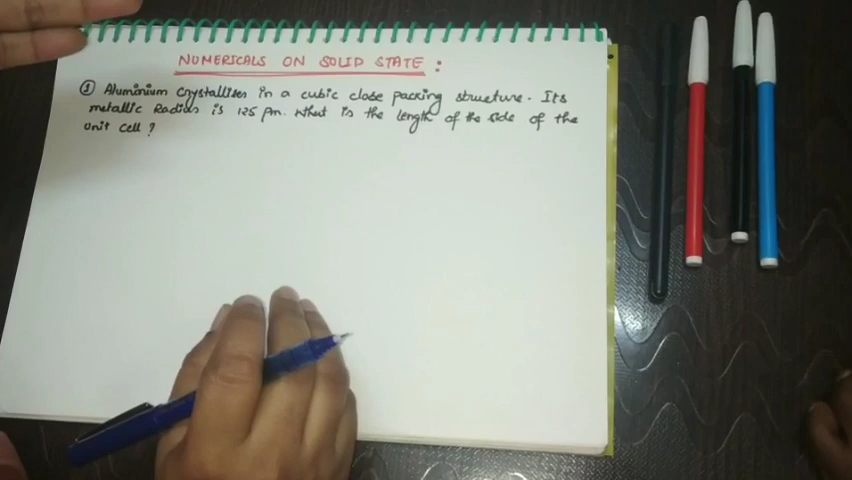 NUMERICALS ON SOLID STATE :
① Aluminium crystallises in a cubic close packing structure. Its
metallic Radius is 125 pm. What is the length of the side of the
Unit cell ?